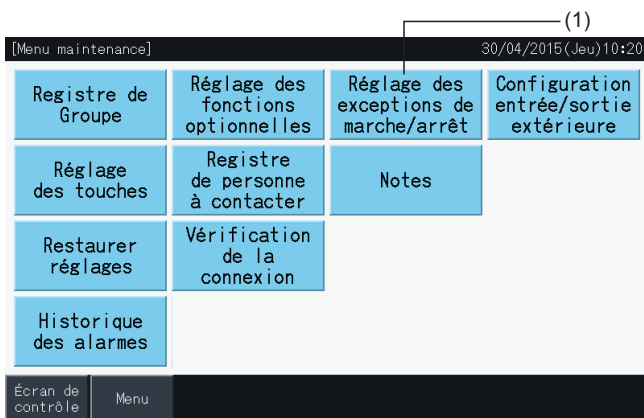 (1)
[Menu maintenance] 30/04/2015(Jeu)10:20
Registre de
Groupe
Réglage des
fonctions
optionnelles
Réglage des
exceptions de
marche/arrêt
Configuration
entrée/sortie
extérieure
Réglage
des touches
Registre
de personne
à contacter
Notes
Restaurer
réglages
Vérification
de la
connexion
Historique
des alarmes
Écran de
contrôle
Menu